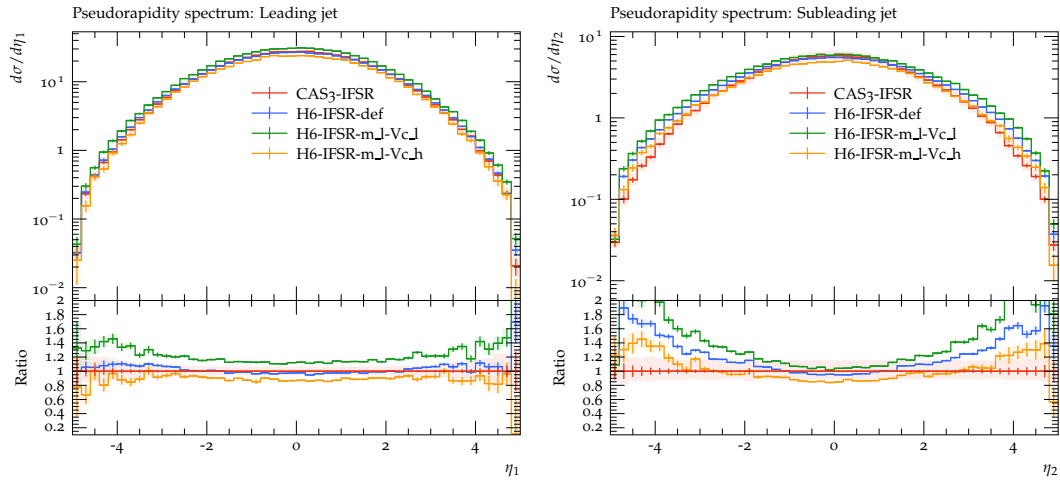 Pseudorapidity spectrum: Leading jet
dσ/dη1
10^1
1
10^−1
10^−2
CAS3-IFSR
H6-IFSR-def
H6-IFSR-m_l-Vc_l
H6-IFSR-m_l-Vc_h
Ratio
2
1.8
1.6
1.4
1.2
1
0.8
0.6
0.4
0.2
-4 -2 0 2 4
η1
Pseudorapidity spectrum: Subleading jet
dσ/dη2
1
10^−1
10^−2
CAS3-IFSR
H6-IFSR-def
H6-IFSR-m_l-Vc_l
H6-IFSR-m_l-Vc_h
Ratio
2
1.8
1.6
1.4
1.2
1
0.8
0.6
0.4
0.2
-4 -2 0 2 4
η2